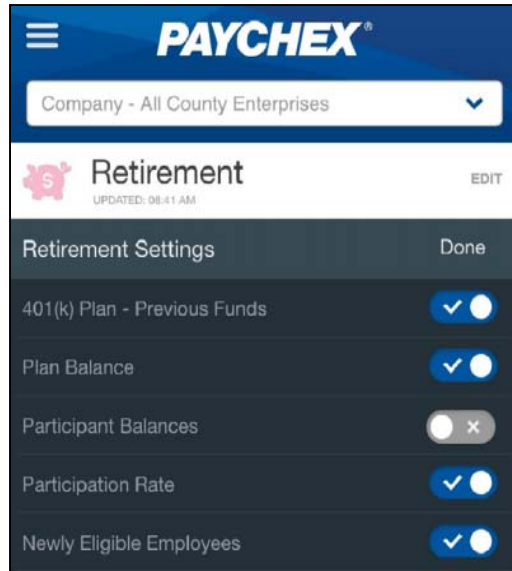 PAYCHEX®
Company - All County Enterprises
Retirement
EDIT
UPDATED: 08:41 AM
Retirement Settings
Done
401(k) Plan - Previous Funds
Plan Balance
Participant Balances
Participation Rate
Newly Eligible Employees